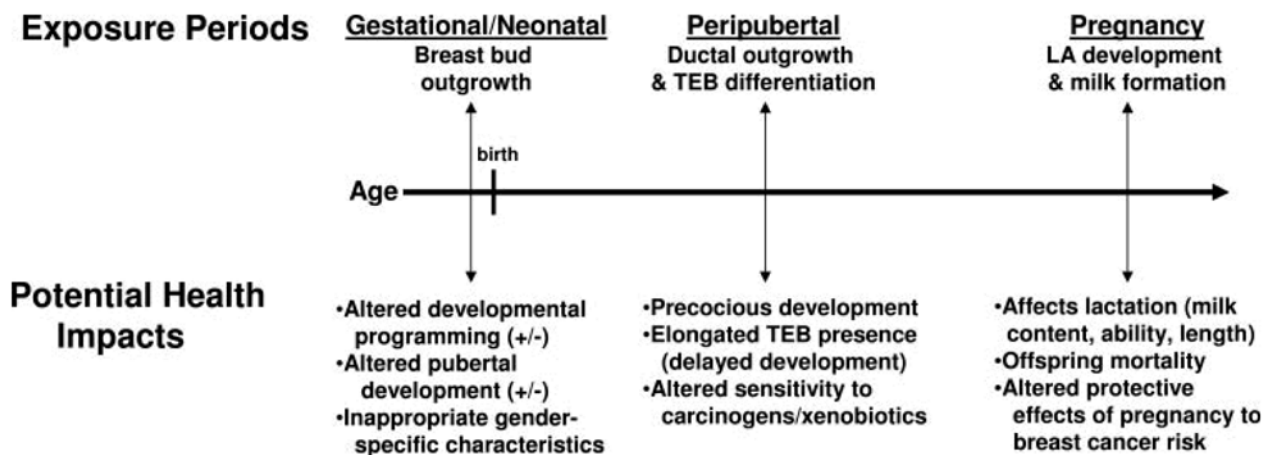 Exposure Periods
Gestational/Neonatal
Breast bud
outgrowth
Peripubertal
Ductal outgrowth
& TEB differentiation
Pregnancy
LA development
& milk formation
birth
Age
Potential Health
Impacts
•Altered developmental
programming (+/-)
•Altered pubertal
development (+/-)
•Inappropriate gender-
specific characteristics
•Precocious development
•Elongated TEB presence
(delayed development)
•Altered sensitivity to
carcinogens/xenobiotics
•Affects lactation (milk
content, ability, length)
•Offspring mortality
•Altered protective
effects of pregnancy to
breast cancer risk